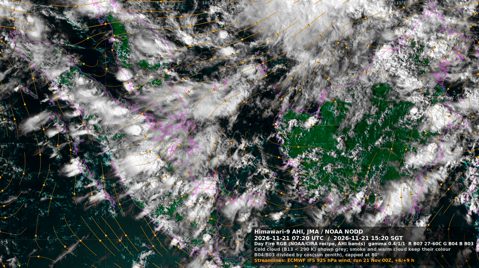 Himawari-9 AHI, JMA / NOAA NODD
2026-11-21 07:20 UTC / 2026-11-21 15:20 SGT
Day Fire RGB (NOAA/CIRA recipe, AHI bands) gamma 0.4/1/1 R B07 27-60C G B04 B B03
Cold cloud (B13 < 290 K) shown grey; smoke and warm cloud keep their colour
B04/B03 divided by cos(sun zenith), capped at 80°
Streamlines: ECMWF IFS 925 hPa wind, run 21 Nov 00Z, +6/+9 h